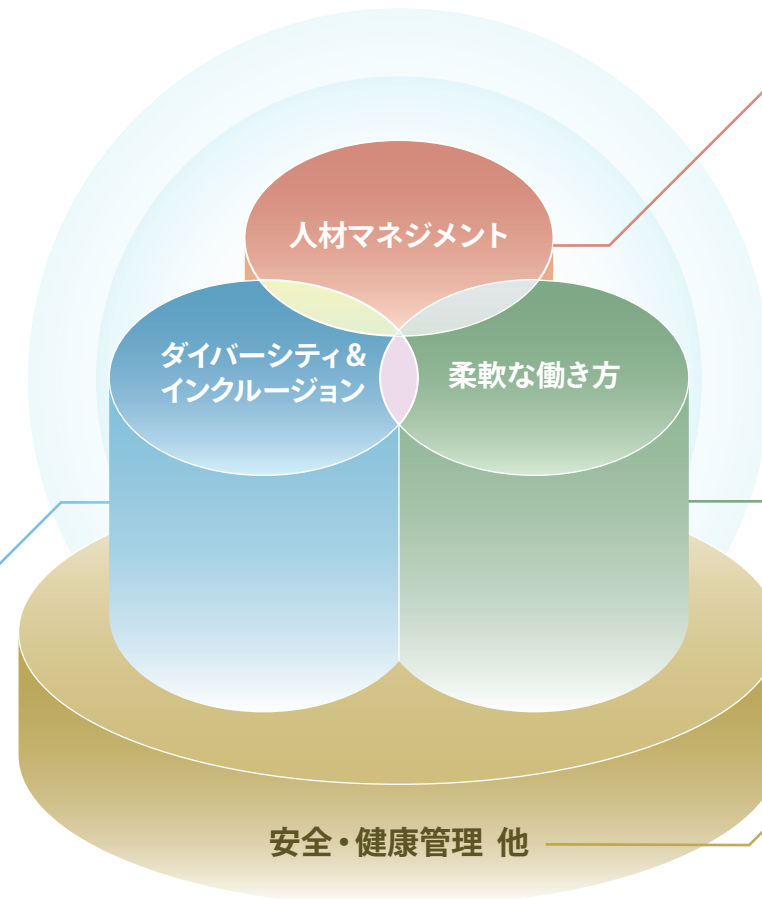 人材マネジメント
ダイバーシティ&
インクルージョン
柔軟な働き方
安全・健康管理 他